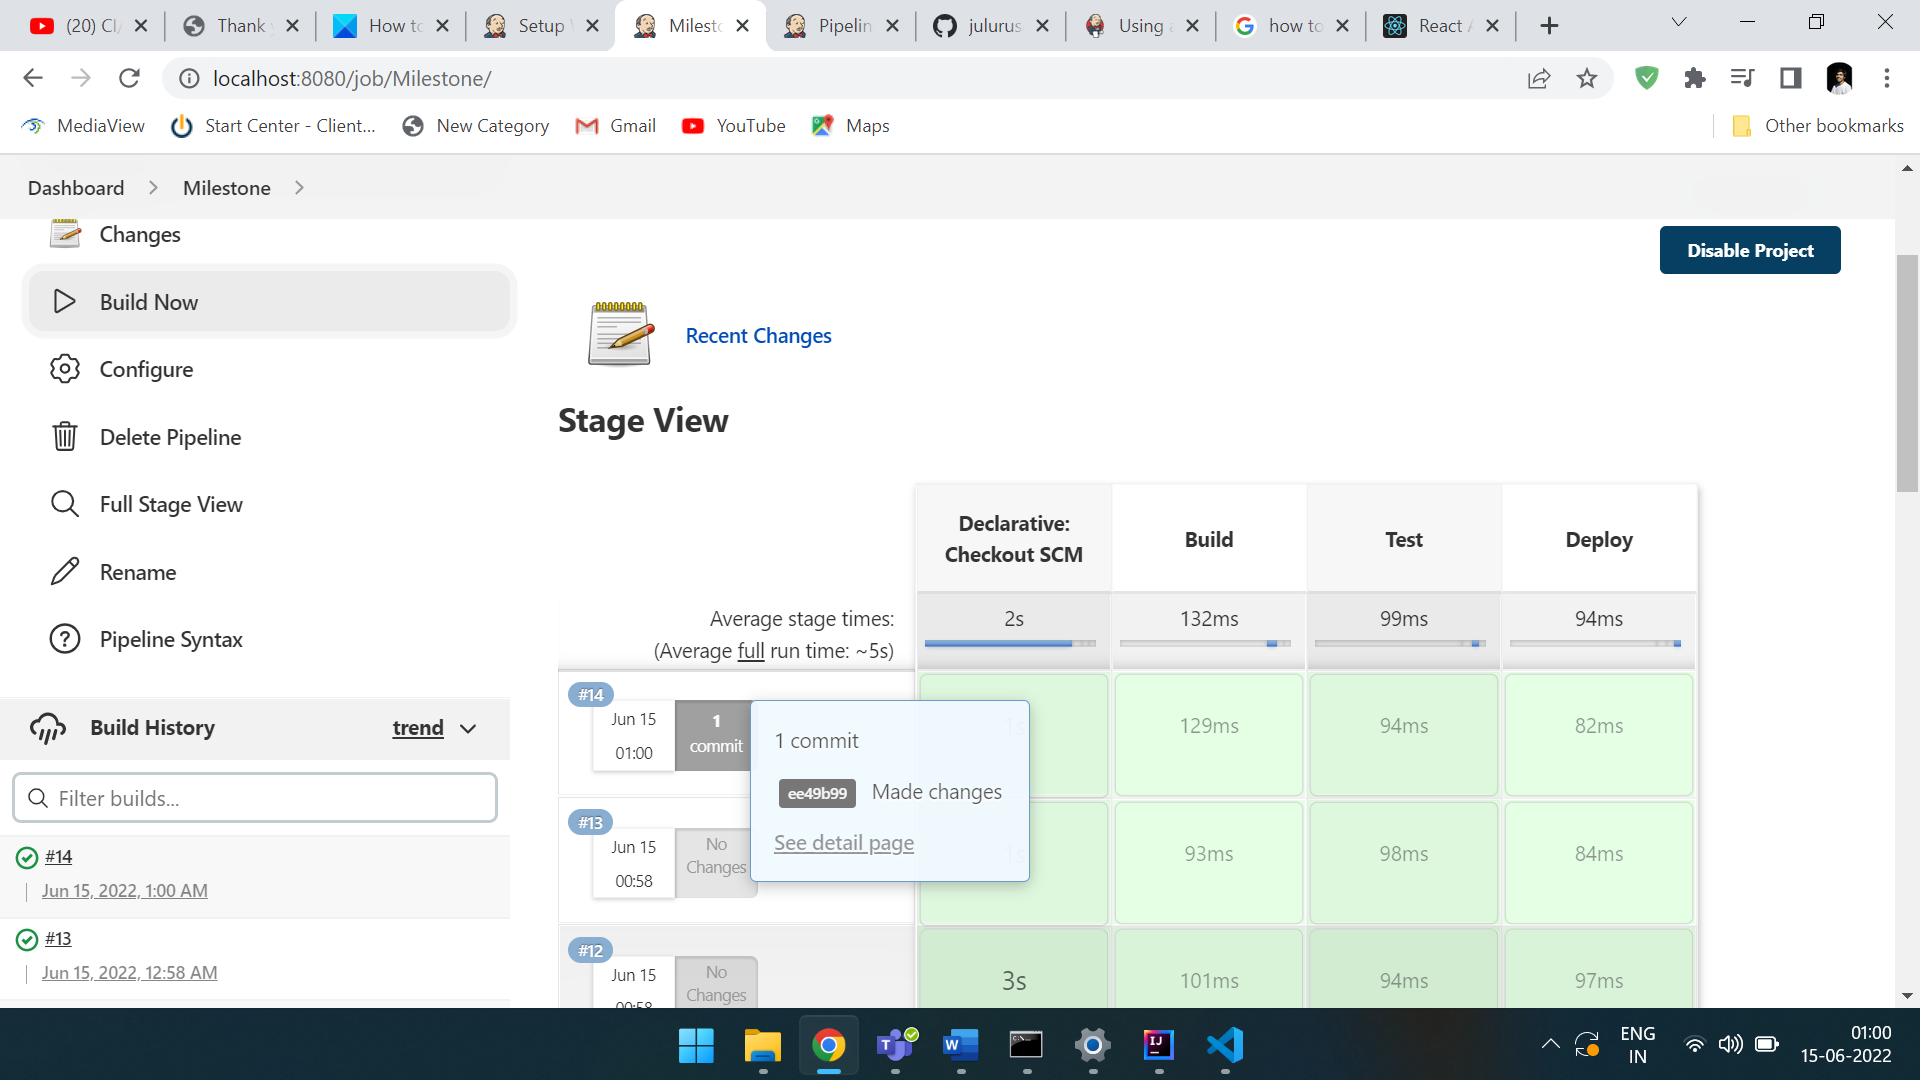 (20) CI/
Thank y
How to
Setup
Milesto
Pipelin
julurus
Using a
how to
React A
localhost:8080/job/Milestone/
MediaView
Start Center - Client...
New Category
Gmail
YouTube
Maps
Other bookmarks
Dashboard
Milestone
Changes
Build Now
Configure
Delete Pipeline
Full Stage View
Rename
Pipeline Syntax
Build History
trend
Filter builds...
#14
Jun 15, 2022, 1:00 AM
#13
Jun 15, 2022, 12:58 AM
Disable Project
Recent Changes
Stage View
Declarative:
Checkout SCM
Build
Test
Deploy
Average stage times:
(Average full run time: ~5s)
2s
132ms
99ms
94ms
#14
Jun 15
01:00
1
commit
1s
129ms
94ms
82ms
1 commit
ee49b99 Made changes
See detail page
#13
Jun 15
00:58
No
Changes
1s
93ms
98ms
84ms
#12
Jun 15
00:58
No
Changes
3s
101ms
94ms
97ms
ENG
IN
01:00
15-06-2022